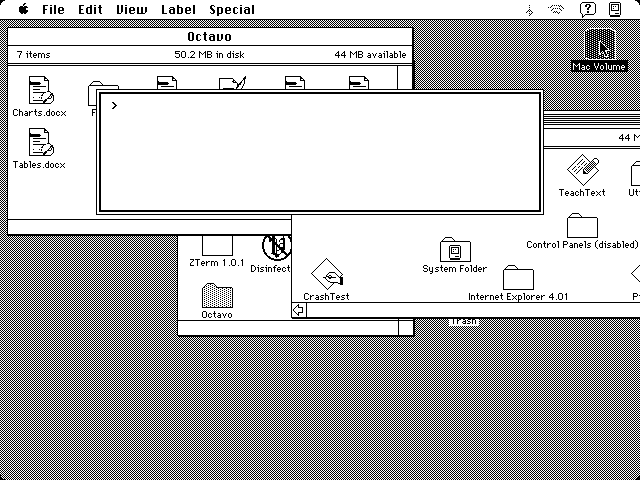 File Edit View Label Special
Octavo
7 items 50.2 MB in disk 44 MB available
Mac Volume
>
Charts.docx
44 M
Tables.docx
TeachText
Control Panels (disabled)
ZTerm 1.0.1
System Folder
CrashTest
Internet Explorer 4.01
Octavo
Trash